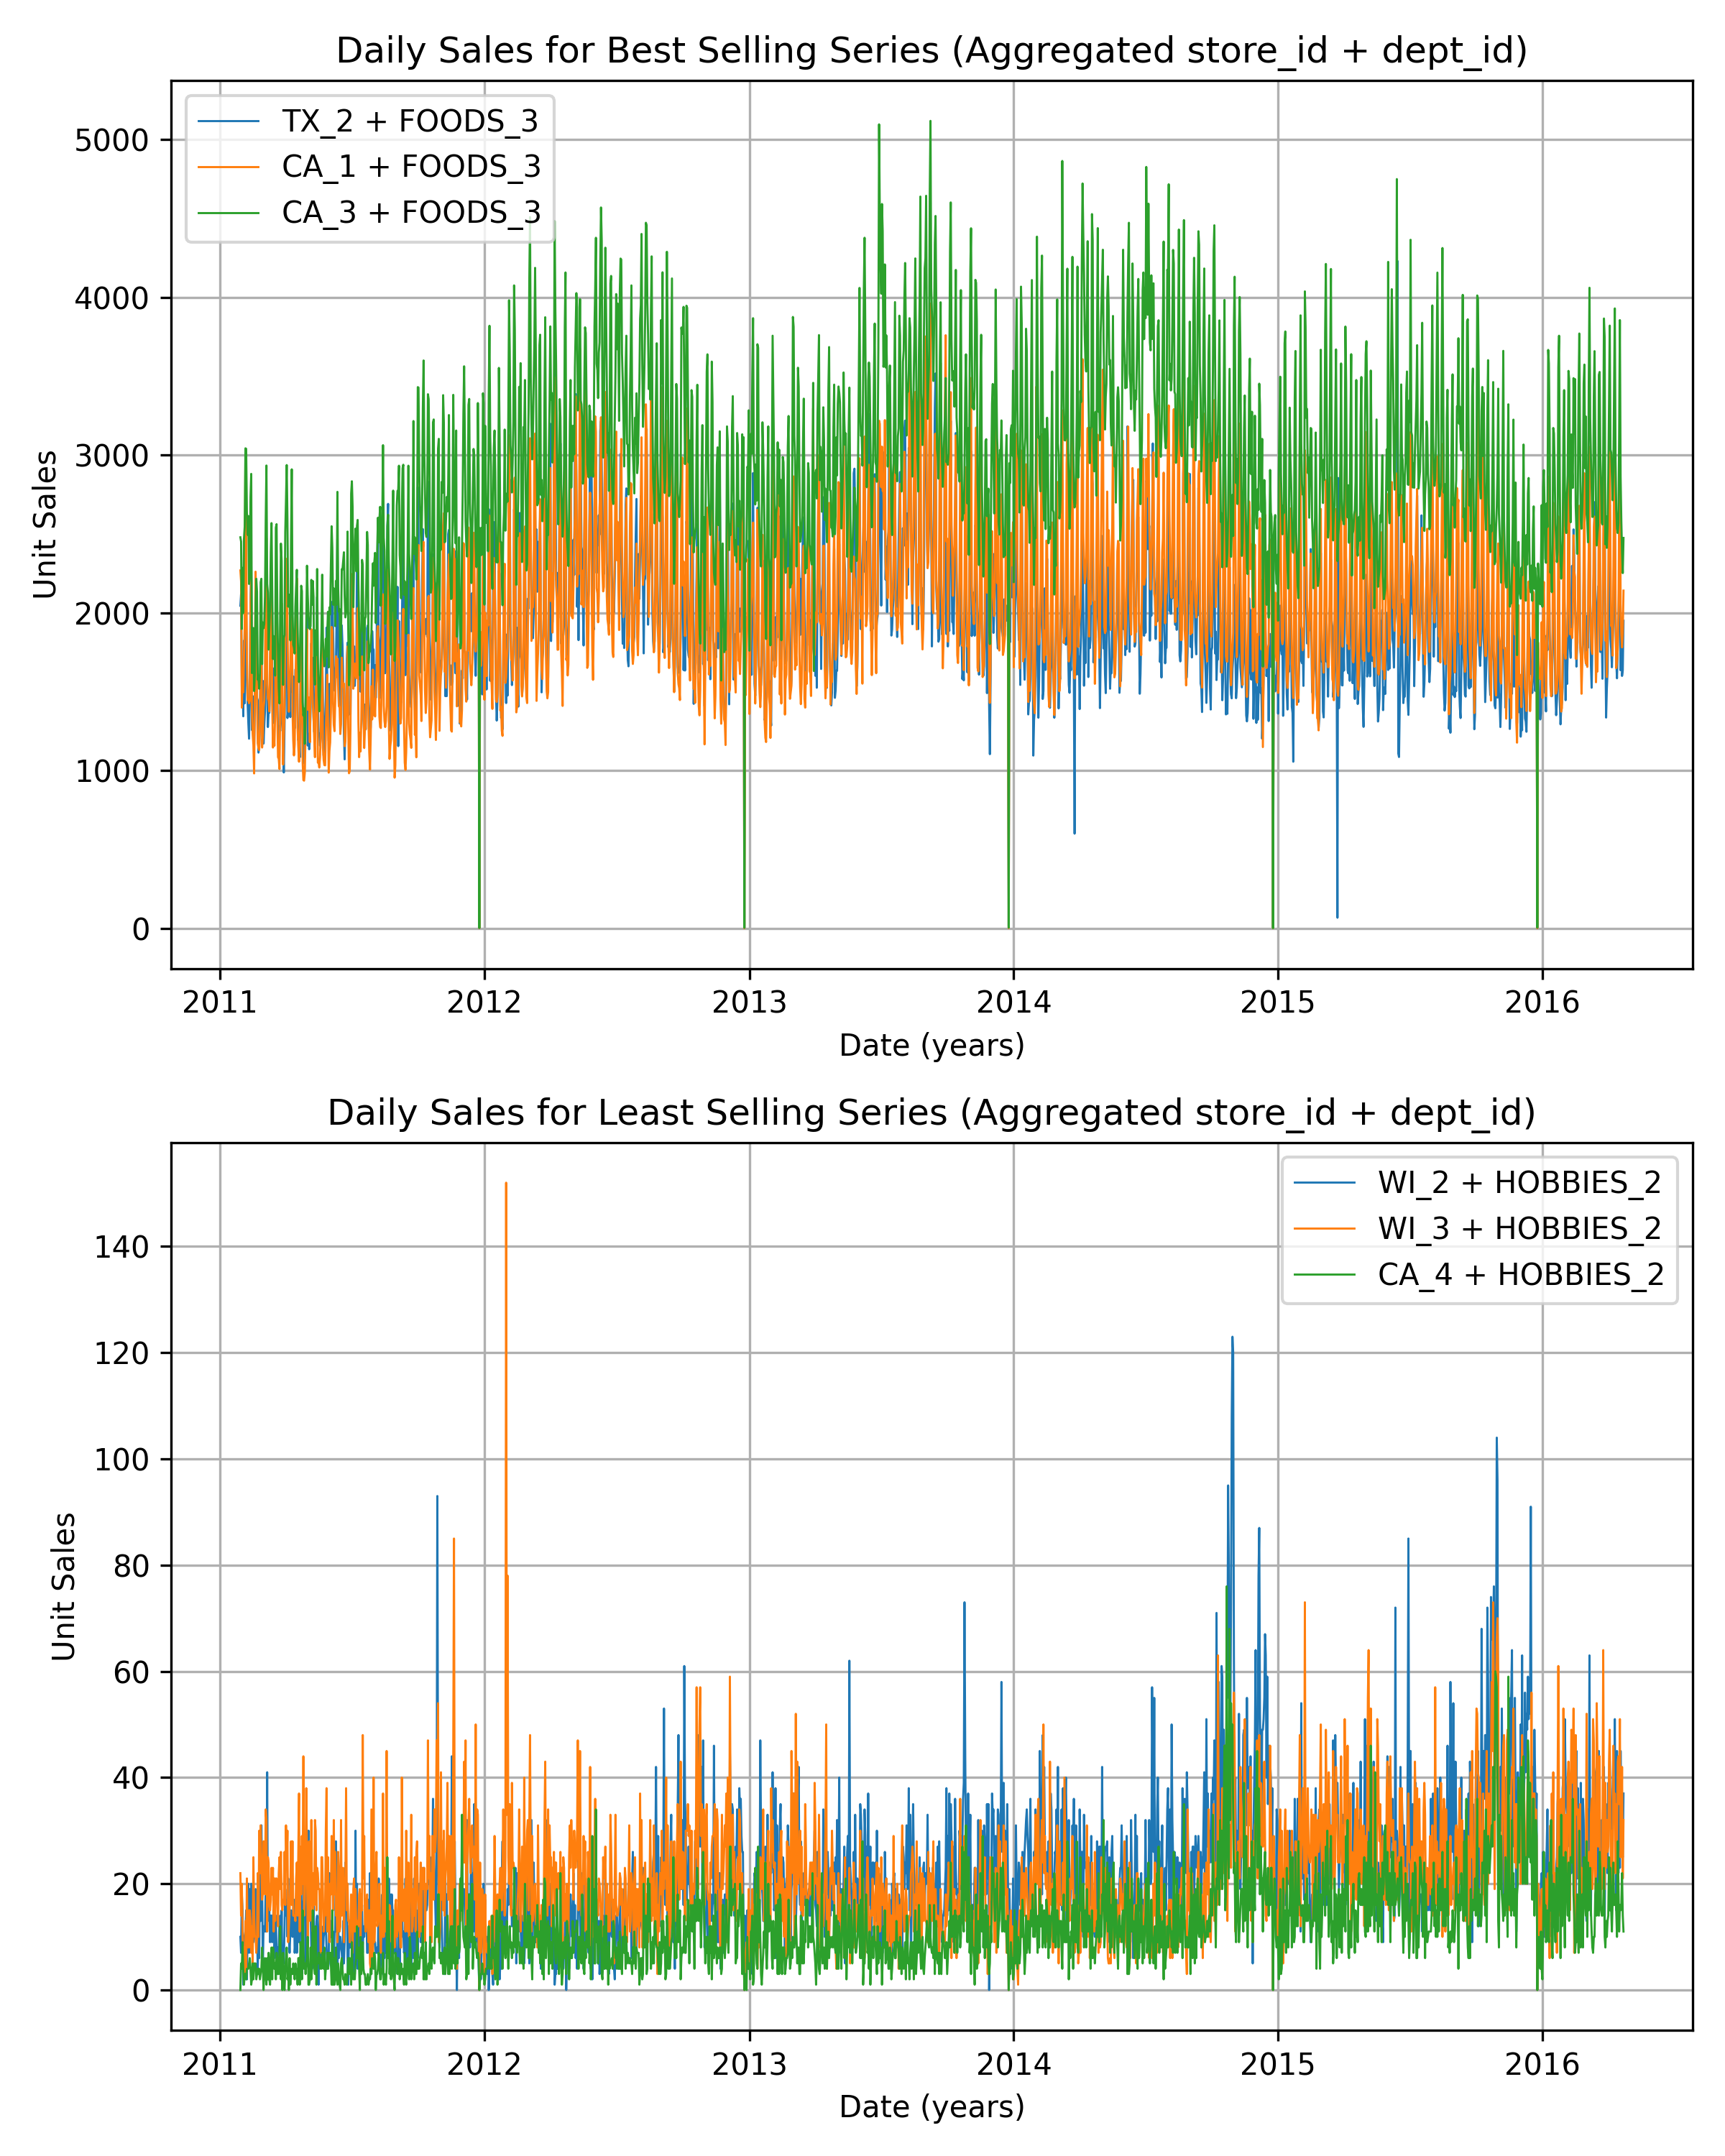 Daily Sales for Best Selling Series (Aggregated store_id + dept_id)
TX_2 + FOODS_3
CA_1 + FOODS_3
CA_3 + FOODS_3
5000
4000
3000
2000
1000
0
Unit Sales
2011 2012 2013 2014 2015 2016
Date (years)
Daily Sales for Least Selling Series (Aggregated store_id + dept_id)
WI_2 + HOBBIES_2
WI_3 + HOBBIES_2
CA_4 + HOBBIES_2
140
120
100
80
60
40
20
0
Unit Sales
2011 2012 2013 2014 2015 2016
Date (years)